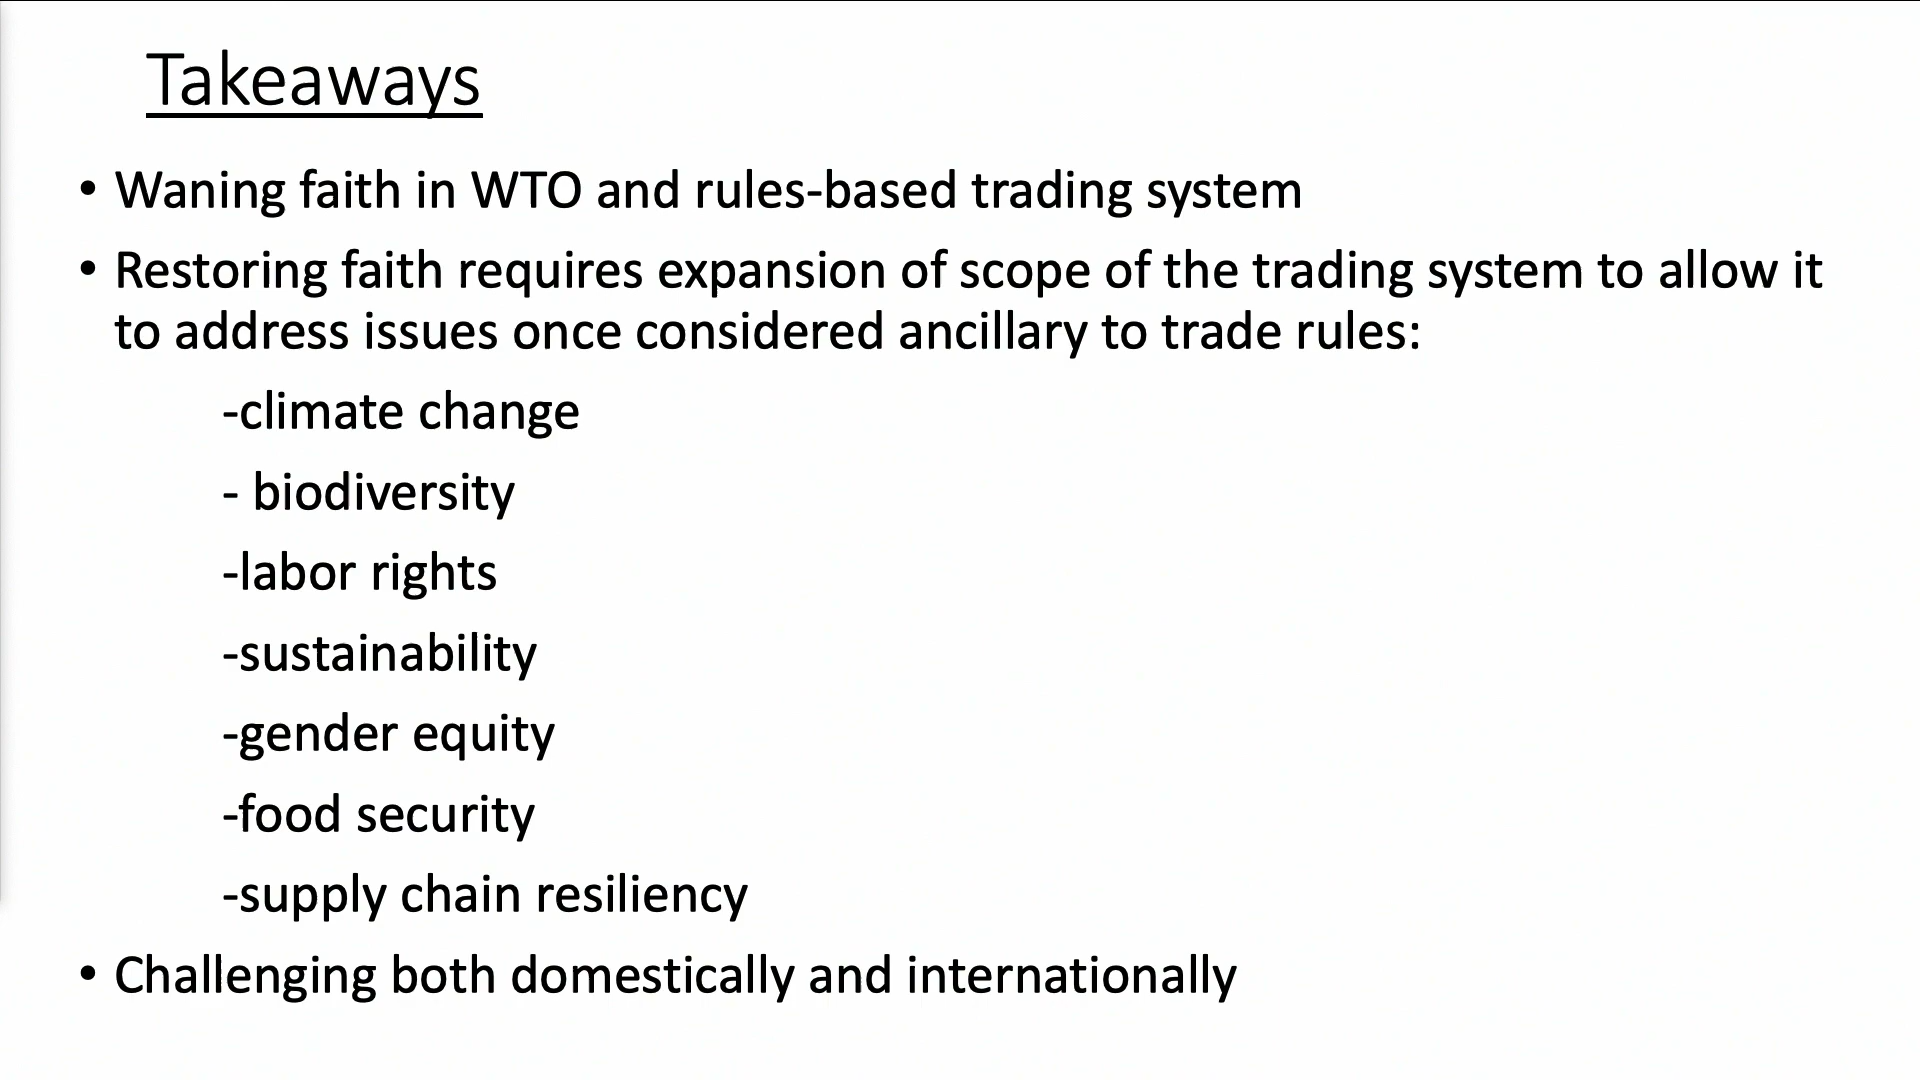 Takeaways
• Waning faith in WTO and rules-based trading system
• Restoring faith requires expansion of scope of the trading system to allow it
to address issues once considered ancillary to trade rules:
-climate change
- biodiversity
-labor rights
-sustainability
-gender equity
-food security
-supply chain resiliency
• Challenging both domestically and internationally